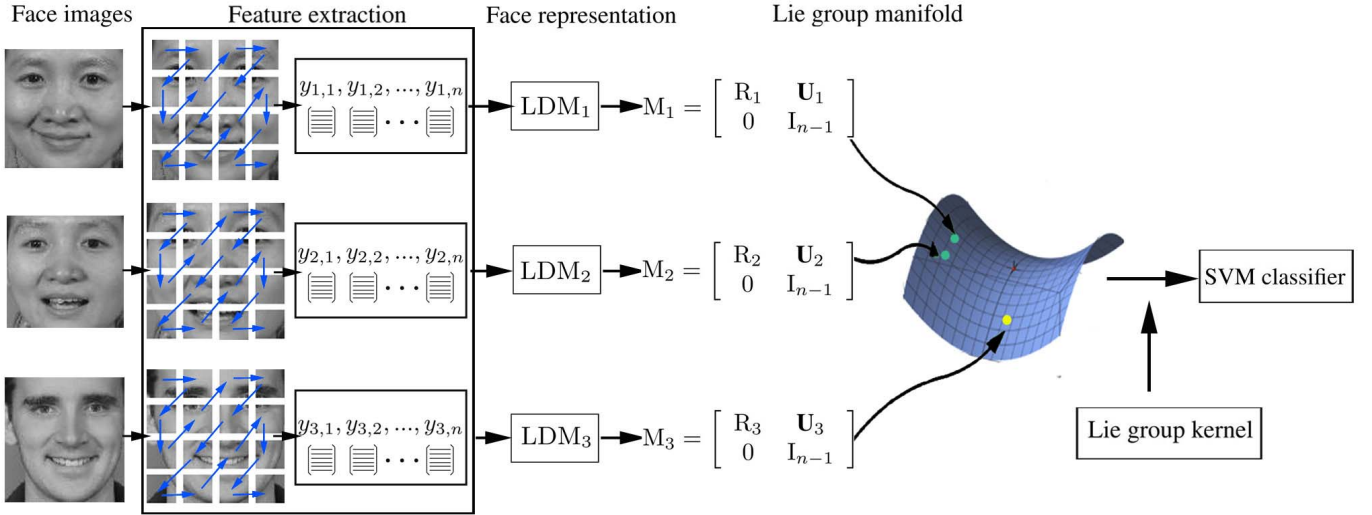 Face images Feature extraction Face representation Lie group manifold
y1,1, y1,2, ..., y1,n
LDM1
M1 = [ R1 U1
0 In−1 ]
y2,1, y2,2, ..., y2,n
LDM2
M2 = [ R2 U2
0 In−1 ]
SVM classifier
y3,1, y3,2, ..., y3,n
LDM3
M3 = [ R3 U3
0 In−1 ]
Lie group kernel